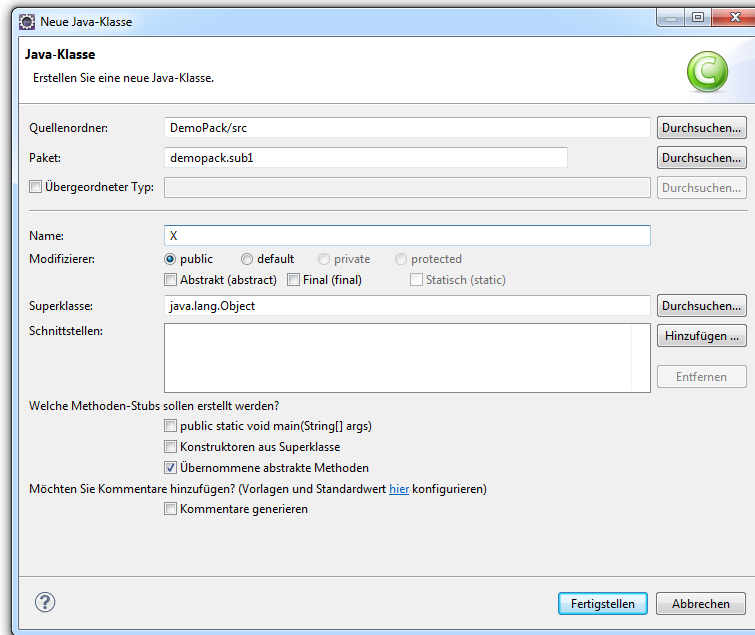 Neue Java-Klasse
Java-Klasse
Erstellen Sie eine neue Java-Klasse.
C
Quellenordner: DemoPack/src Durchsuchen...
Paket: demopack.sub1 Durchsuchen...
Übergeordneter Typ: Durchsuchen...
Name: X
Modifizierer: public default private protected
Abstrakt (abstract) Final (final) Statisch (static)
Superklasse: java.lang.Object Durchsuchen...
Schnittstellen: Hinzufügen ...
Entfernen
Welche Methoden-Stubs sollen erstellt werden?
public static void main(String[] args)
Konstruktoren aus Superklasse
Übernommene abstrakte Methoden
Möchten Sie Kommentare hinzufügen? (Vorlagen und Standardwert hier konfigurieren)
Kommentare generieren
? Fertigstellen Abbrechen